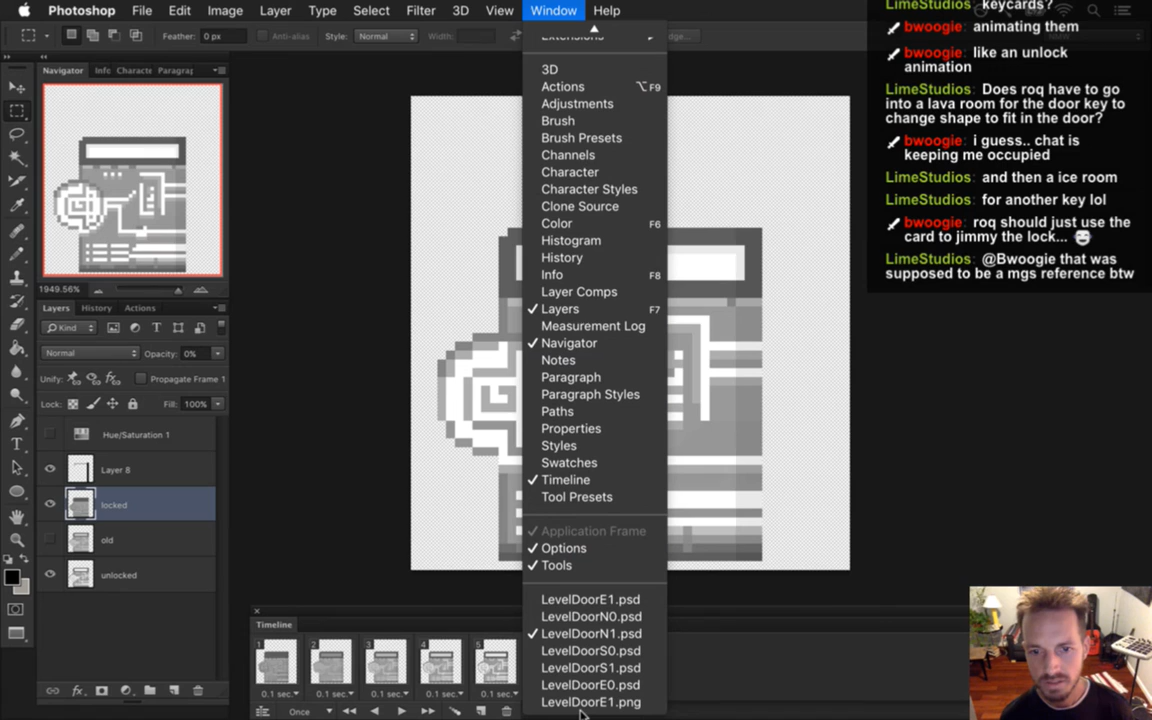 Photoshop File Edit Image Layer Type Select Filter 3D View Window Help
Feather: 0 px Anti-alias Style: Normal Width:
Navigator Info Characte Paragra
1949.56%
Layers History Actions
Kind
Normal Opacity: 0%
Unify: Propagate Frame 1
Lock: Fill: 100%
Hue/Saturation 1
Layer 8
locked
old
unlocked
Extensions
3D
Actions ⌥F9
Adjustments
Brush
Brush Presets
Channels
Character
Character Styles
Clone Source
Color F6
Histogram
History
Info F8
Layer Comps
✓ Layers F7
Measurement Log
✓ Navigator
Notes
Paragraph
Paragraph Styles
Paths
Properties
Styles
Swatches
✓ Timeline
Tool Presets
✓ Application Frame
✓ Options
✓ Tools
LevelDoorE1.psd
LevelDoorN0.psd
✓ LevelDoorN1.psd
LevelDoorS0.psd
LevelDoorS1.psd
LevelDoorE0.psd
LevelDoorE1.png
Timeline
1 2 3 4 5
0.1 sec. 0.1 sec. 0.1 sec. 0.1 sec. 0.1 sec.
Once
LimeStudios:
keycards?
bwoogie: animating them
bwoogie: like an unlock
animation
LimeStudios: Does roq have to go
into a lava room for the door key to
change shape to fit in the door?
bwoogie: i guess.. chat is
keeping me occupied
LimeStudios: and then a ice room
LimeStudios: for another key lol
bwoogie: roq should just use the
card to jimmy the lock...
LimeStudios: @Bwoogie that was
supposed to be a mgs reference btw